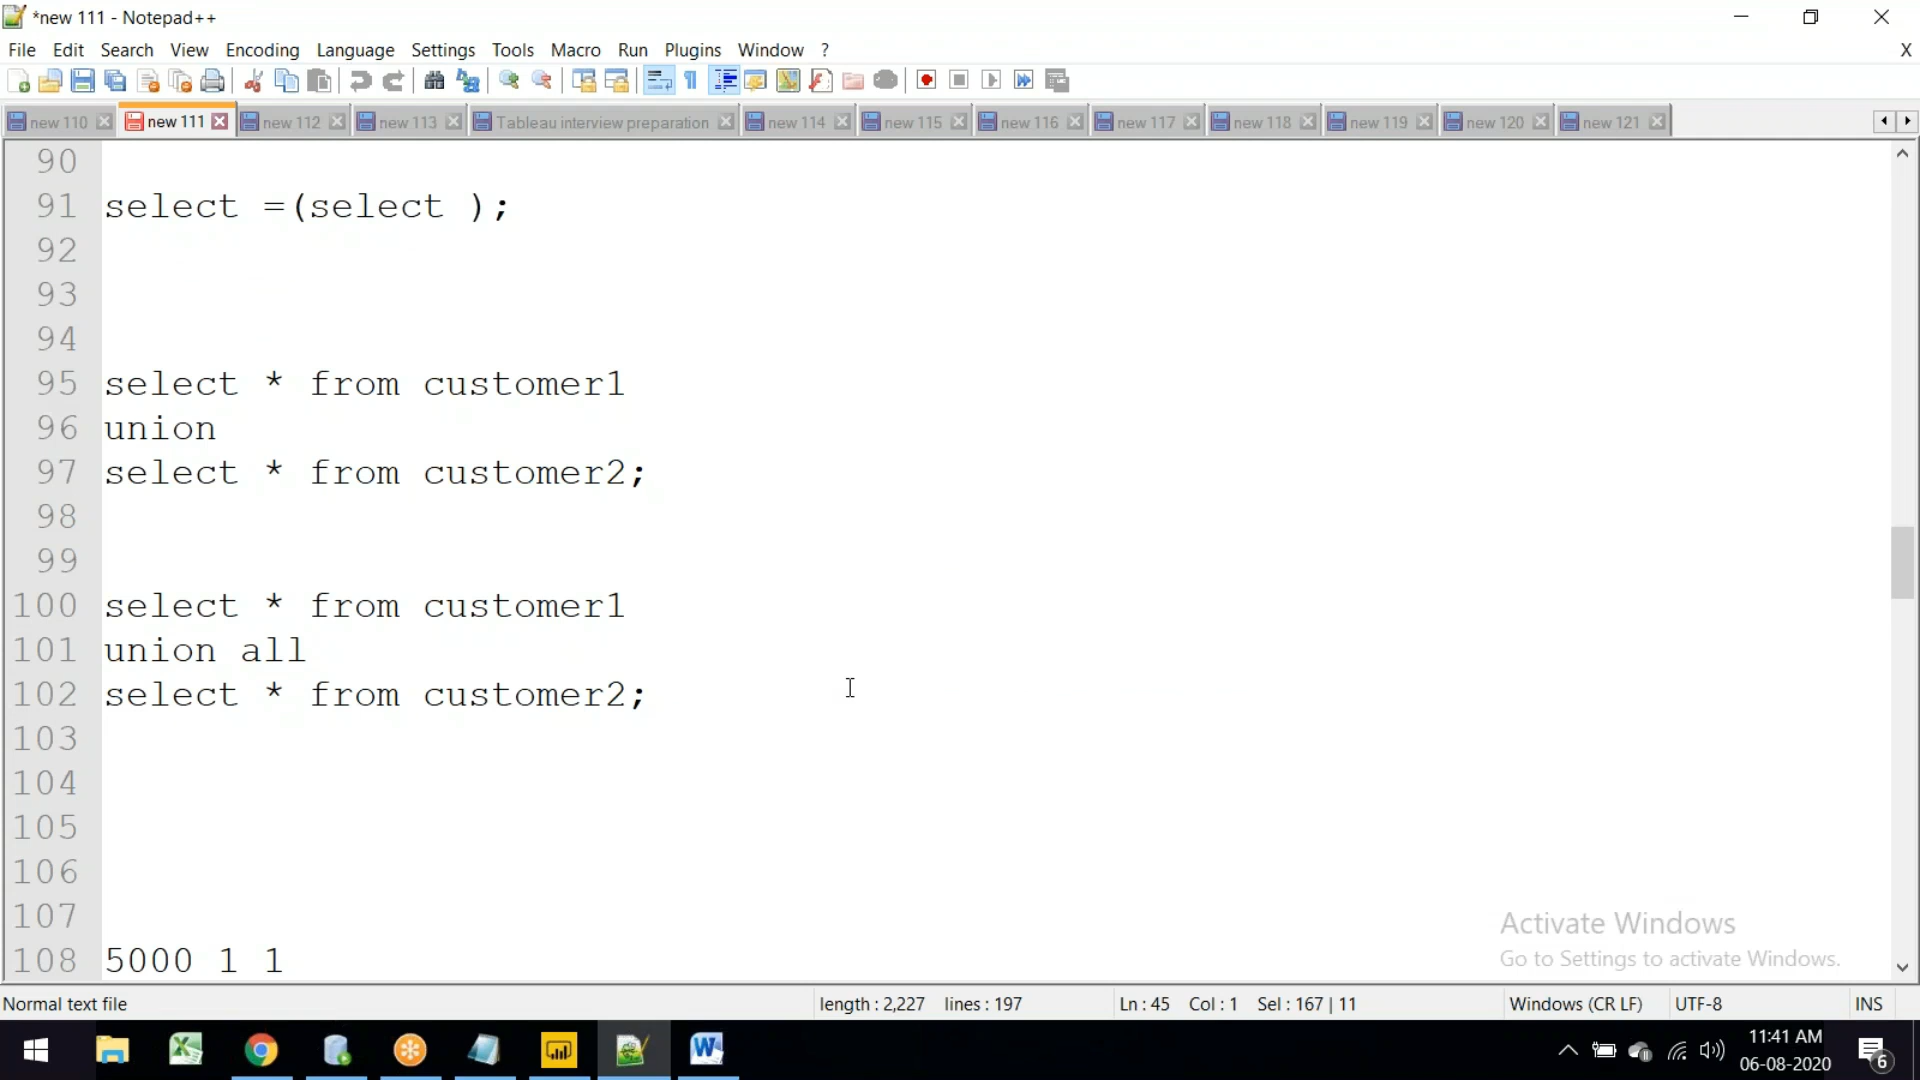 *new 111 - Notepad++
File Edit Search View Encoding Language Settings Tools Macro Run Plugins Window ? X
new 110 new 111 new 112 new 113 Tableau interview preparation new 114 new 115 new 116 new 117 new 118 new 119 new 120 new 121
90
91 select =(select );
92
93
94
95 select * from customer1
96 union
97 select * from customer2;
98
99
100 select * from customer1
101 union all
102 select * from customer2;
103
104
105
106
107
108 5000 1 1
Activate Windows
Go to Settings to activate Windows.
Normal text file length : 2,227 lines : 197 Ln : 45 Col : 1 Sel : 167 | 11 Windows (CR LF) UTF-8 INS
11:41 AM
06-08-2020
6